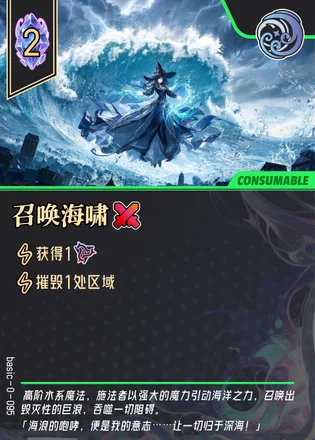 2
CONSUMABLE
召唤海啸
获得1
摧毁1处区域
basic-0-095
高阶水系魔法，施法者以强大的魔力引动海洋之力，召唤出
毁灭性的巨浪，吞噬一切阻碍。
「海浪的咆哮，便是我的意志……让一切归于深海！」